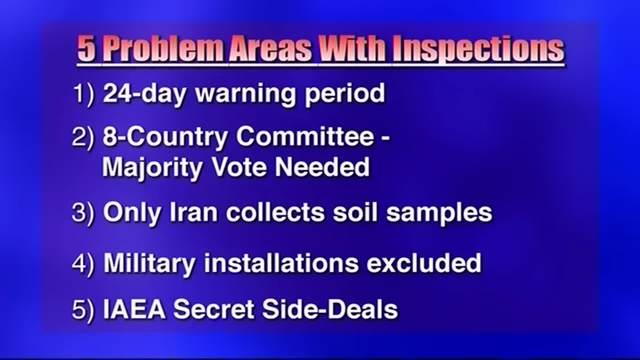 5 Problem Areas With Inspections
1) 24-day warning period
2) 8-Country Committee -
Majority Vote Needed
3) Only Iran collects soil samples
4) Military installations excluded
5) IAEA Secret Side-Deals